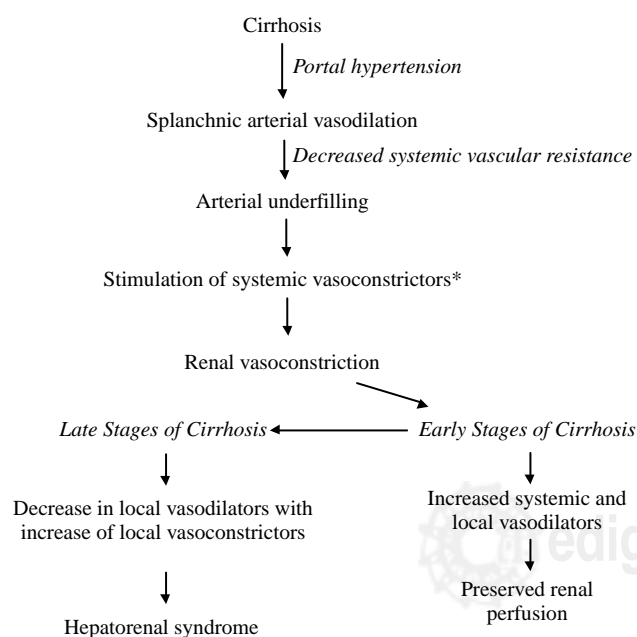 Cirrhosis
Portal hypertension
Splanchnic arterial vasodilation
Decreased systemic vascular resistance
Arterial underfilling
Stimulation of systemic vasoconstrictors*
Renal vasoconstriction
Late Stages of Cirrhosis
Early Stages of Cirrhosis
Decrease in local vasodilators with
increase of local vasoconstrictors
Increased systemic and
local vasodilators
Preserved renal
perfusion
Hepatorenal syndrome